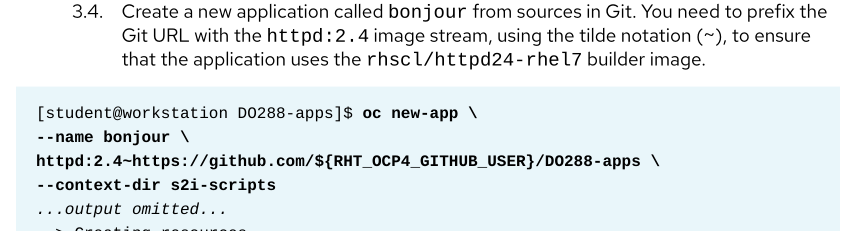 3.4. Create a new application called bonjour from sources in Git. You need to prefix the
Git URL with the httpd:2.4 image stream, using the tilde notation (~), to ensure
that the application uses the rhscl/httpd24-rhel7 builder image.
[student@workstation DO288-apps]$ oc new-app \
--name bonjour \
httpd:2.4~https://github.com/${RHT_OCP4_GITHUB_USER}/DO288-apps \
--context-dir s2i-scripts
...output omitted...
--> Creating resources